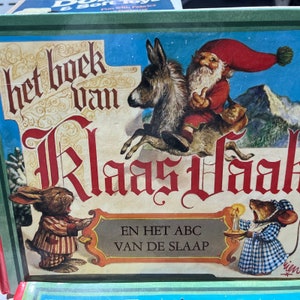 het boek
van
Klaas Vaak
EN HET ABC
VAN DE SLAAP